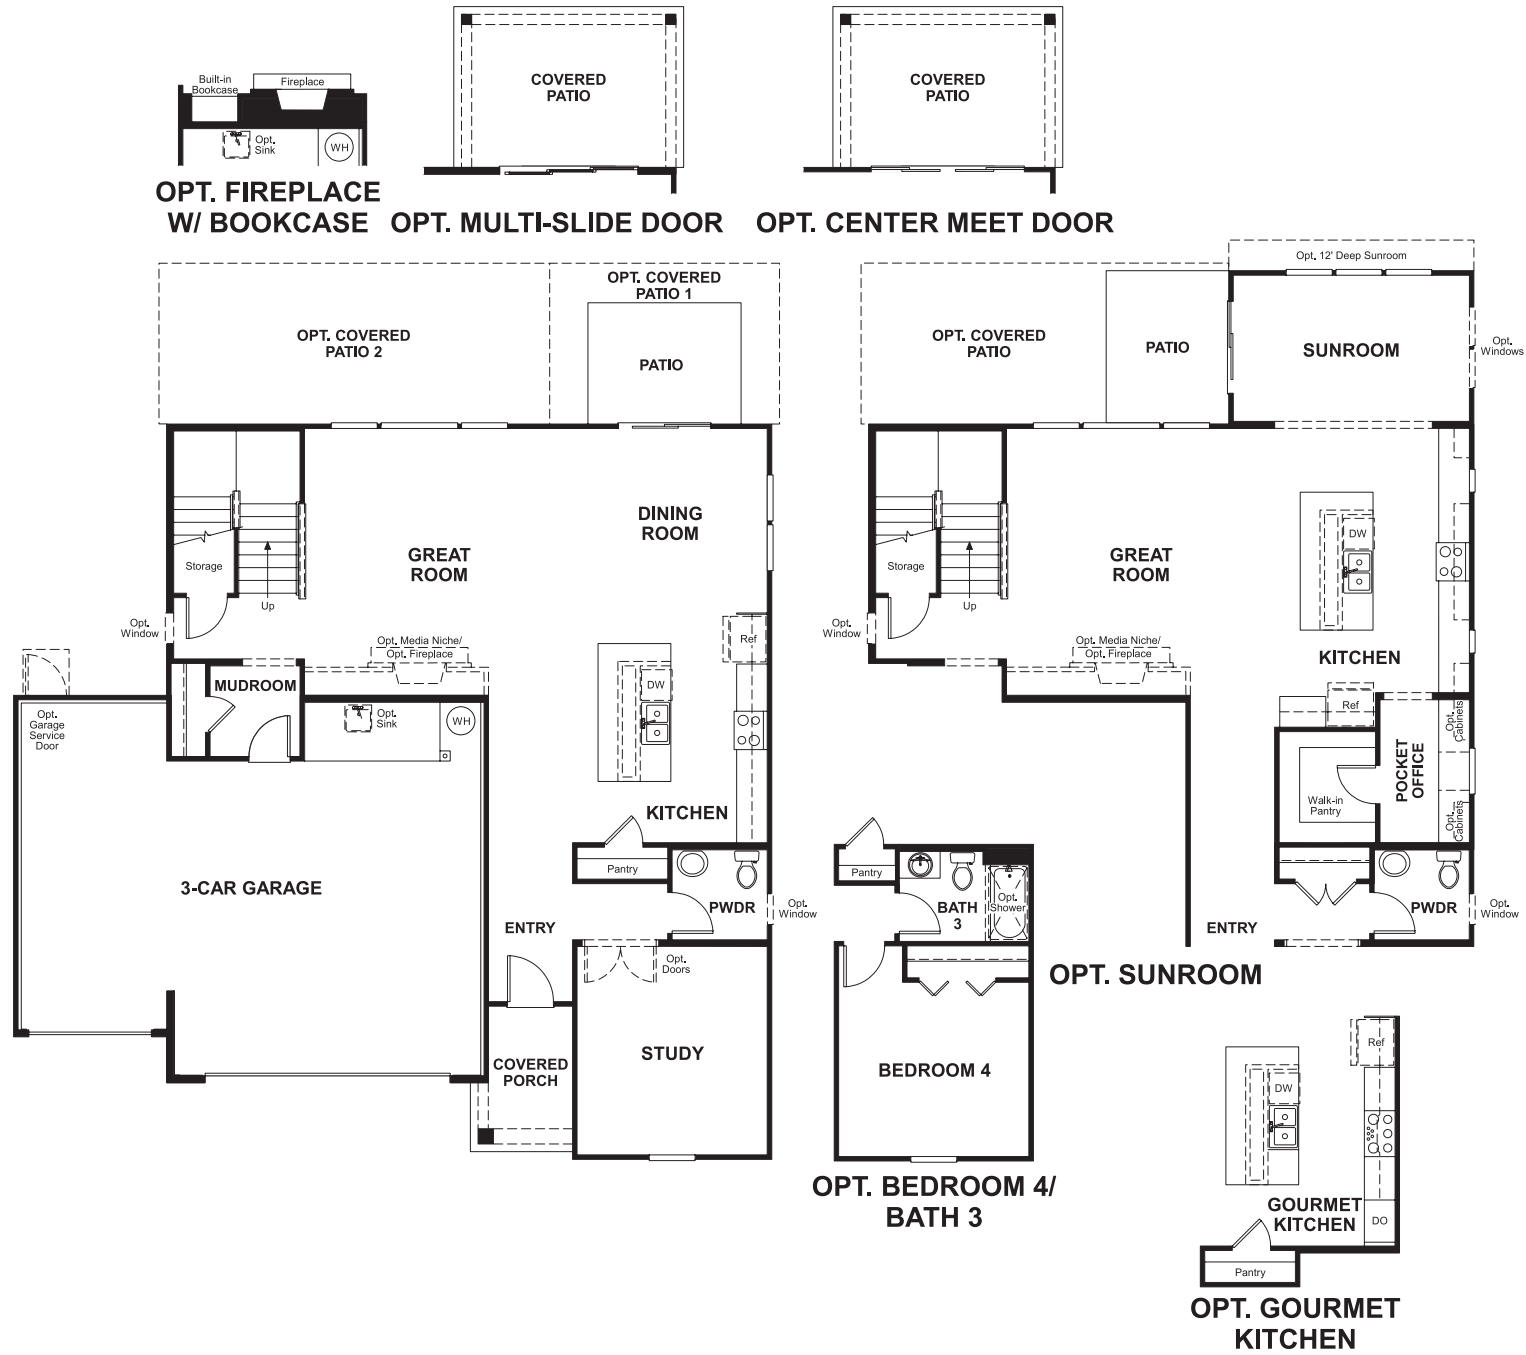 COVERED
PATIO
COVERED
PATIO
Built-in
Bookcase
Fireplace
Opt.
Sink
WH
OPT. FIREPLACE
W/ BOOKCASE
OPT. MULTI-SLIDE DOOR
OPT. CENTER MEET DOOR
OPT. COVERED
PATIO 2
OPT. COVERED
PATIO 1
PATIO
GREAT
ROOM
DINING
ROOM
Storage
Up
Opt.
Window
Opt. Media Niche/
Opt. Fireplace
Ref
DW
MUDROOM
Opt.
Garage
Service
Door
Opt.
Sink
WH
KITCHEN
Pantry
3-CAR GARAGE
PWDR
Opt.
Window
ENTRY
Opt.
Doors
STUDY
COVERED
PORCH
Opt. 12' Deep Sunroom
OPT. COVERED
PATIO
PATIO
SUNROOM
Opt.
Windows
GREAT
ROOM
DW
Storage
Up
Opt.
Window
Opt. Media Niche/
Opt. Fireplace
KITCHEN
Ref
Opt.
Cabinets
POCKET
OFFICE
Walk-in
Pantry
Opt.
Cabinets
PWDR
Opt.
Window
ENTRY
OPT. SUNROOM
Pantry
BATH
3
Opt.
Shower
BEDROOM 4
OPT. BEDROOM 4/
BATH 3
Ref
DW
GOURMET
KITCHEN
DO
Pantry
OPT. GOURMET
KITCHEN